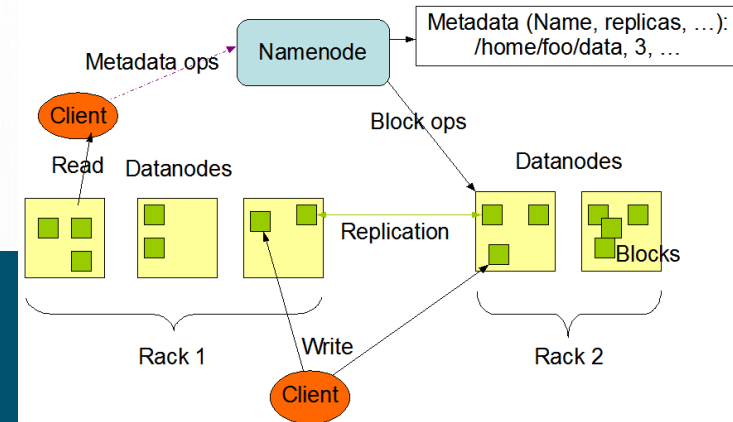 Metadata (Name, replicas, …):
/home/foo/data, 3, …
Namenode
Metadata ops
Client
Block ops
Read
Datanodes
Datanodes
Replication
Blocks
Rack 1
Write
Rack 2
Client